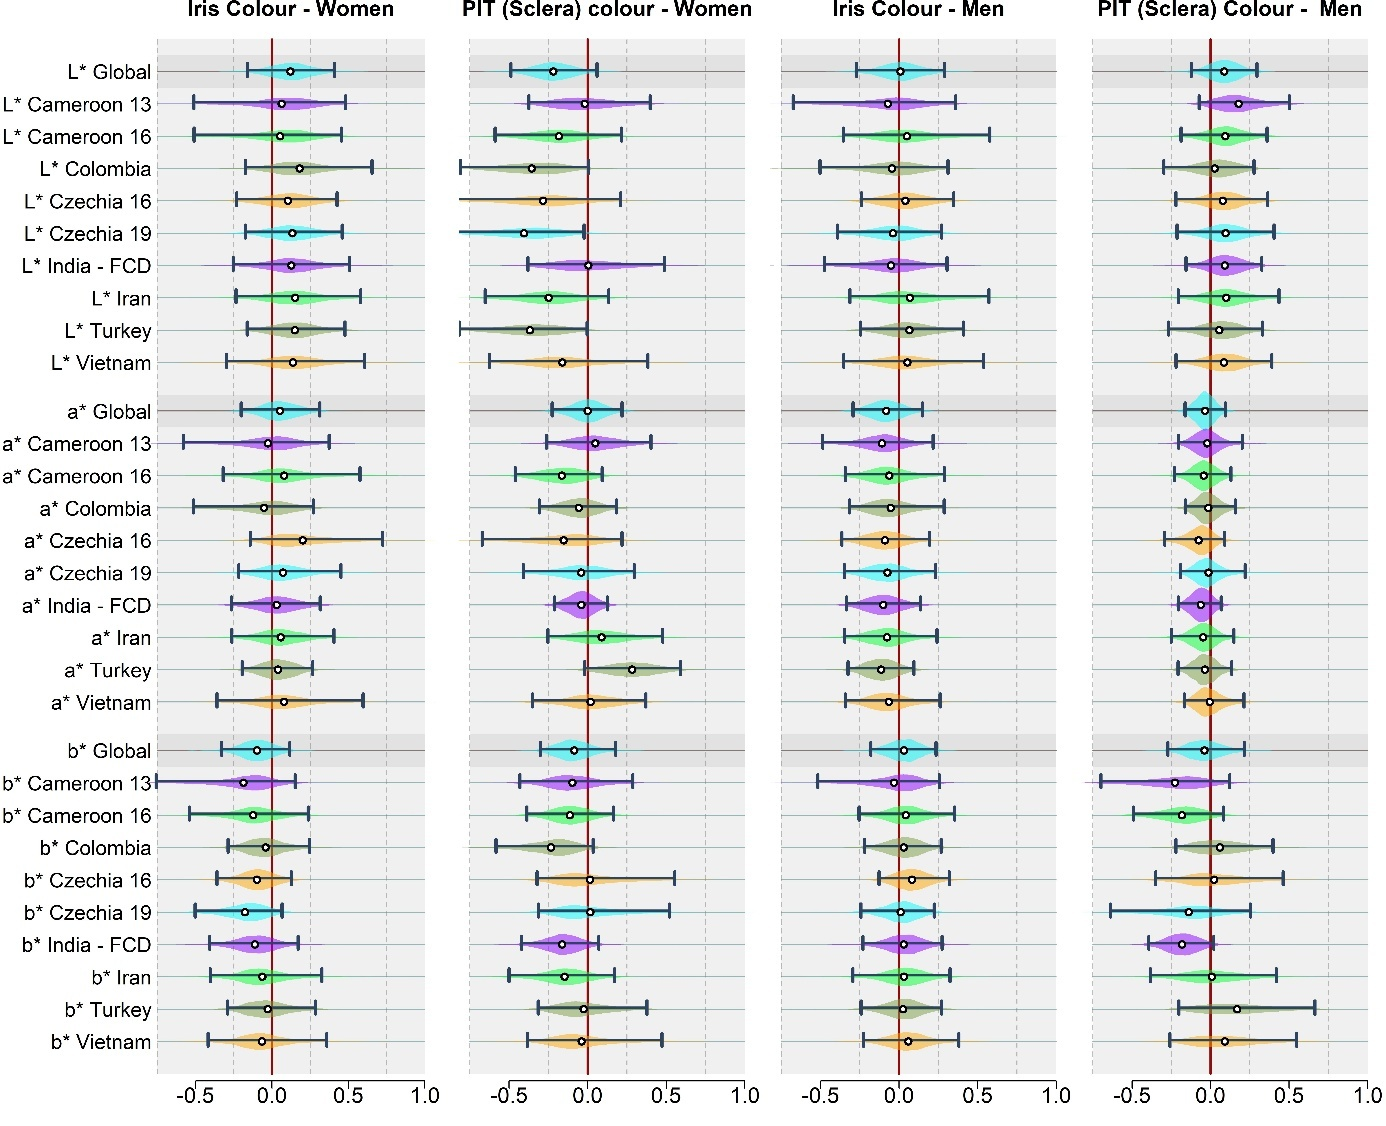 Iris Colour - Women PIT (Sclera) colour - Women Iris Colour - Men PIT (Sclera) Colour - Men
L* Global
L* Cameroon 13
L* Cameroon 16
L* Colombia
L* Czechia 16
L* Czechia 19
L* India - FCD
L* Iran
L* Turkey
L* Vietnam
a* Global
a* Cameroon 13
a* Cameroon 16
a* Colombia
a* Czechia 16
a* Czechia 19
a* India - FCD
a* Iran
a* Turkey
a* Vietnam
b* Global
b* Cameroon 13
b* Cameroon 16
b* Colombia
b* Czechia 16
b* Czechia 19
b* India - FCD
b* Iran
b* Turkey
b* Vietnam
-0.5 0.0 0.5 1.0 -0.5 0.0 0.5 1.0 -0.5 0.0 0.5 1.0 -0.5 0.0 0.5 1.0